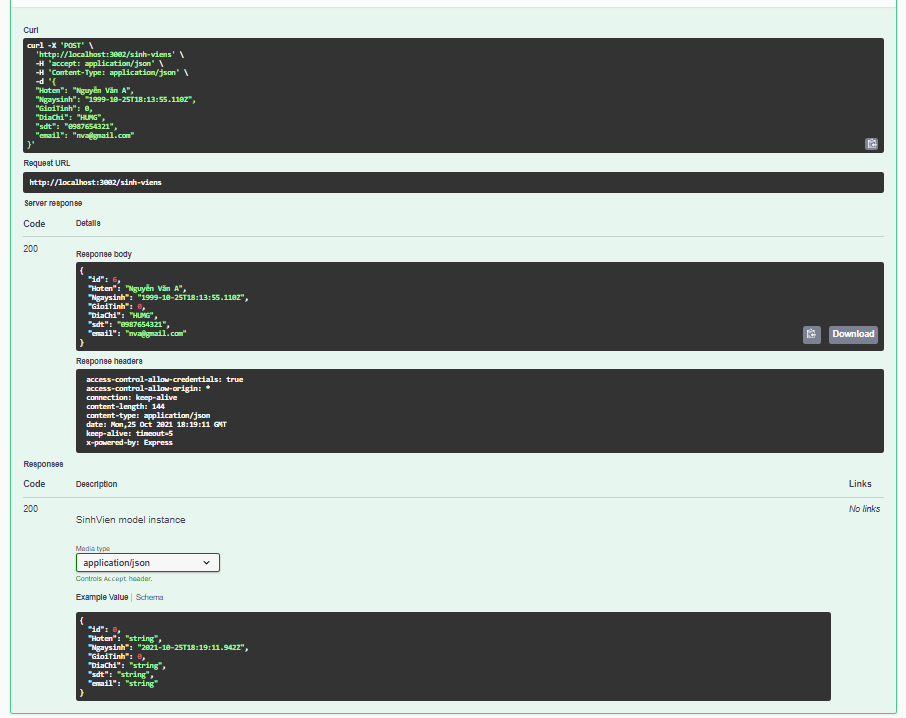 Curl
curl -X 'POST' \
'http://localhost:3002/sinh-viens' \
-H 'accept: application/json' \
-H 'Content-Type: application/json' \
-d '{
"Hoten": "Nguyễn Văn A",
"Ngaysinh": "1999-10-25T18:13:55.110Z",
"GioiTinh": 0,
"DiaChi": "HUMG",
"sdt": "0987654321",
"email": "nva@gmail.com"
}'
Request URL
http://localhost:3002/sinh-viens
Server response
Code Details
200
Response body
{
"id": 6,
"Hoten": "Nguyễn Văn A",
"Ngaysinh": "1999-10-25T18:13:55.110Z",
"GioiTinh": 0,
"DiaChi": "HUMG",
"sdt": "0987654321",
"email": "nva@gmail.com"
}
Download
Response headers
access-control-allow-credentials: true
access-control-allow-origin: *
connection: keep-alive
content-length: 144
content-type: application/json
date: Mon,25 Oct 2021 18:19:11 GMT
keep-alive: timeout=5
x-powered-by: Express
Responses
Code Description Links
200 No links
SinhVien model instance
Media type
application/json
Controls Accept header.
Example Value | Schema
{
"id": 0,
"Hoten": "string",
"Ngaysinh": "2021-10-25T18:19:11.942Z",
"GioiTinh": 0,
"DiaChi": "string",
"sdt": "string",
"email": "string"
}